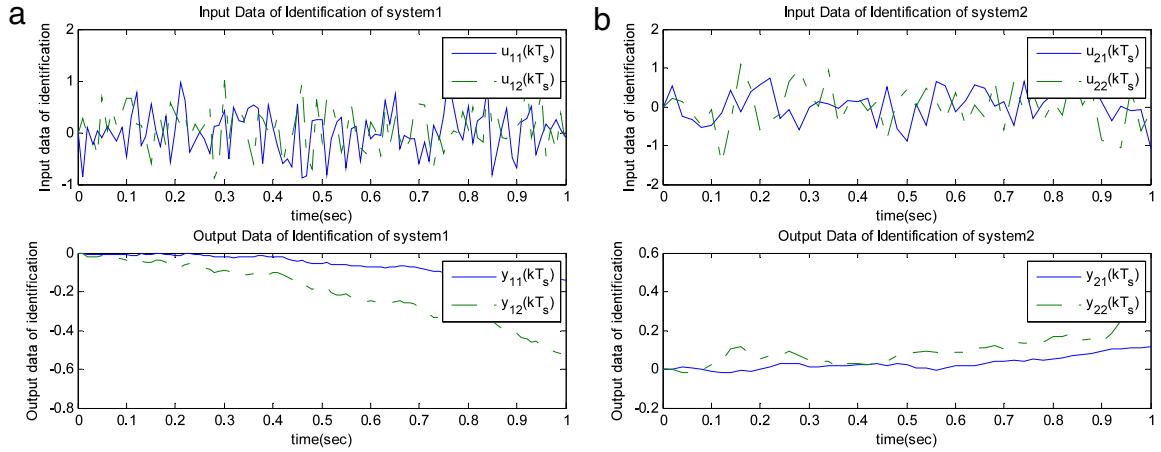 a
Input Data of Identification of system1
Input data of identification
2
1
0
-1
u11(kTs)
u12(kTs)
0 0.1 0.2 0.3 0.4 0.5 0.6 0.7 0.8 0.9 1
time(sec)
Output Data of Identification of system1
Output data of identification
0
-0.2
-0.4
-0.6
-0.8
y11(kTs)
y12(kTs)
0 0.1 0.2 0.3 0.4 0.5 0.6 0.7 0.8 0.9 1
time(sec)
b
Input Data of Identification of system2
Input data of identification
2
1
0
-1
-2
u21(kTs)
u22(kTs)
0 0.1 0.2 0.3 0.4 0.5 0.6 0.7 0.8 0.9 1
time(sec)
Output Data of Identification of system2
Output data of identification
0.6
0.4
0.2
0
-0.2
y21(kTs)
y22(kTs)
0 0.1 0.2 0.3 0.4 0.5 0.6 0.7 0.8 0.9 1
time(sec)